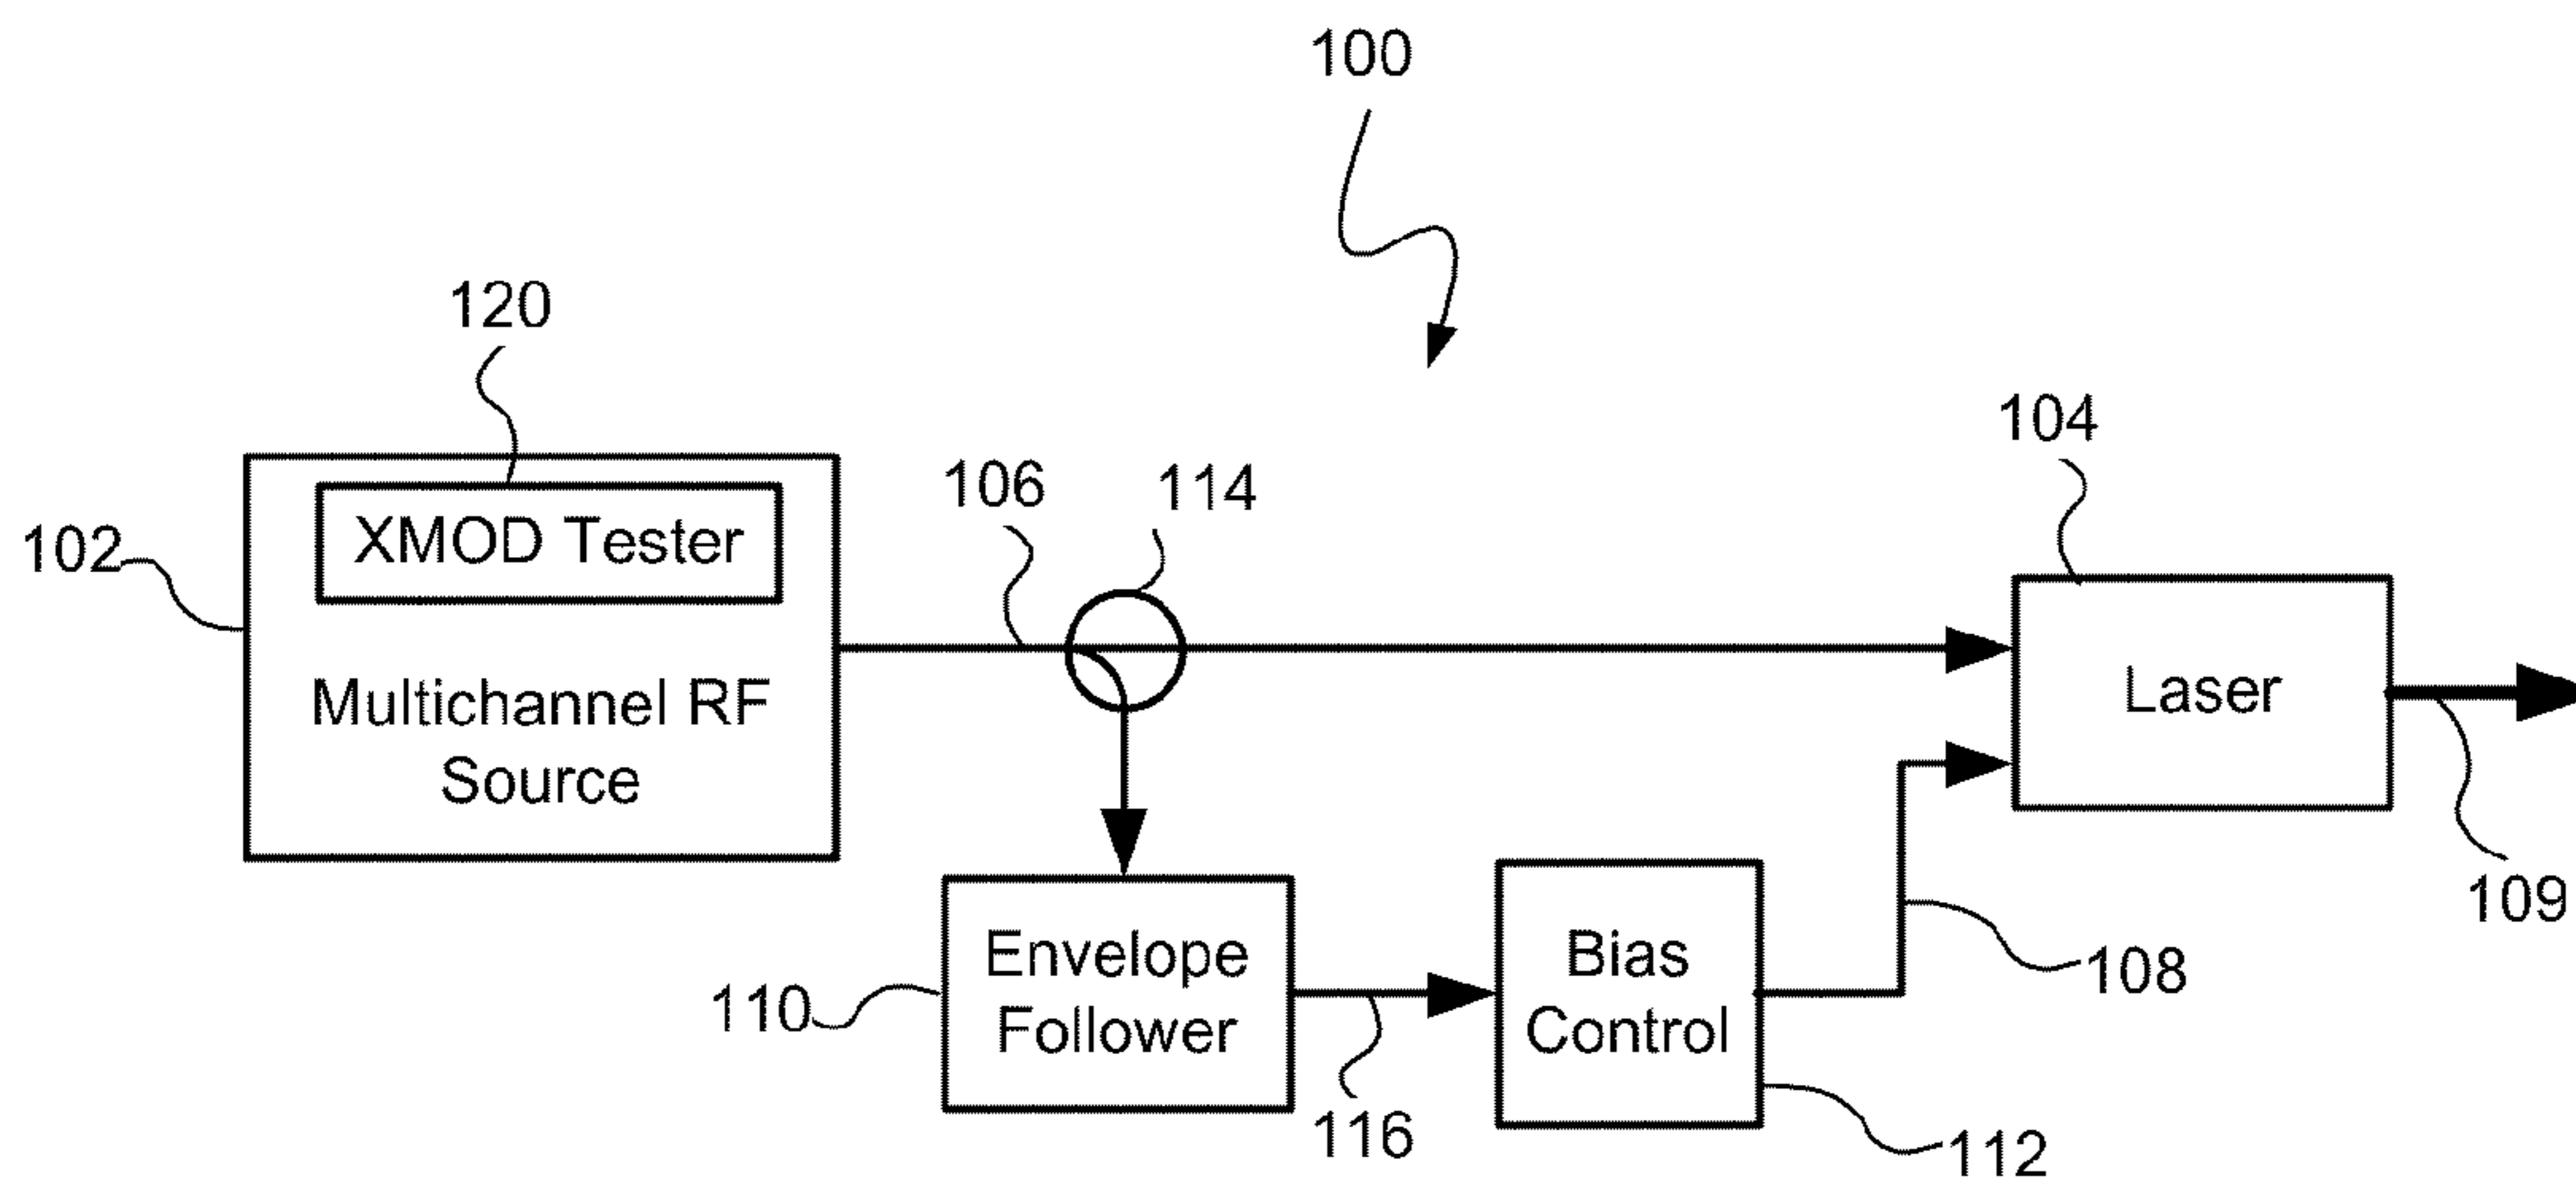 100
120
XMOD Tester
102
Multichannel RF
Source
106
114
104
Laser
109
Envelope
Follower
110
116
Bias
Control
108
112